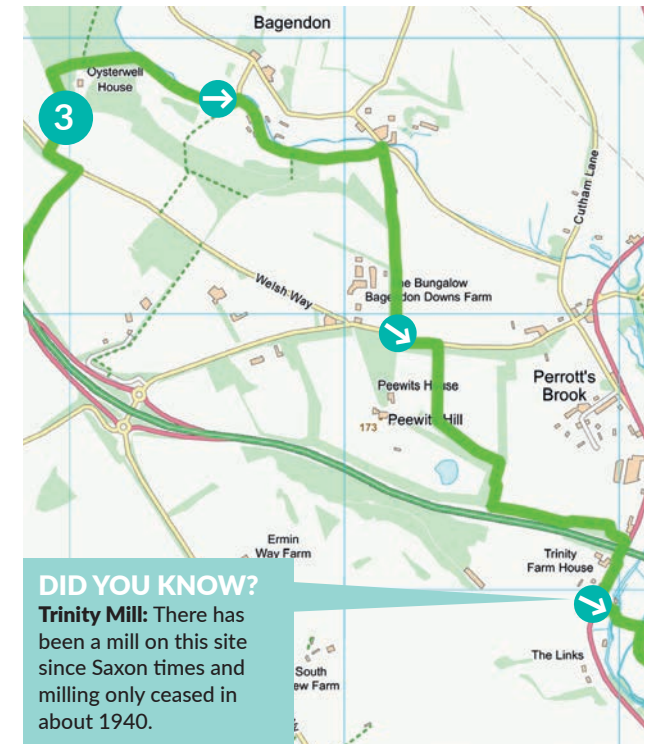 Bagendon
Oysterwell
House
3
Cutham Lane
Welsh Way
e Bungalow
Bagendon Downs Farm
Peewits House
Perrott's
Brook
173
Peewits Hill
Ermin
Way Farm
Trinity
Farm House
DID YOU KNOW?
Trinity Mill: There has
been a mill on this site
since Saxon times and
milling only ceased in
about 1940.
The Links
South
ew Farm